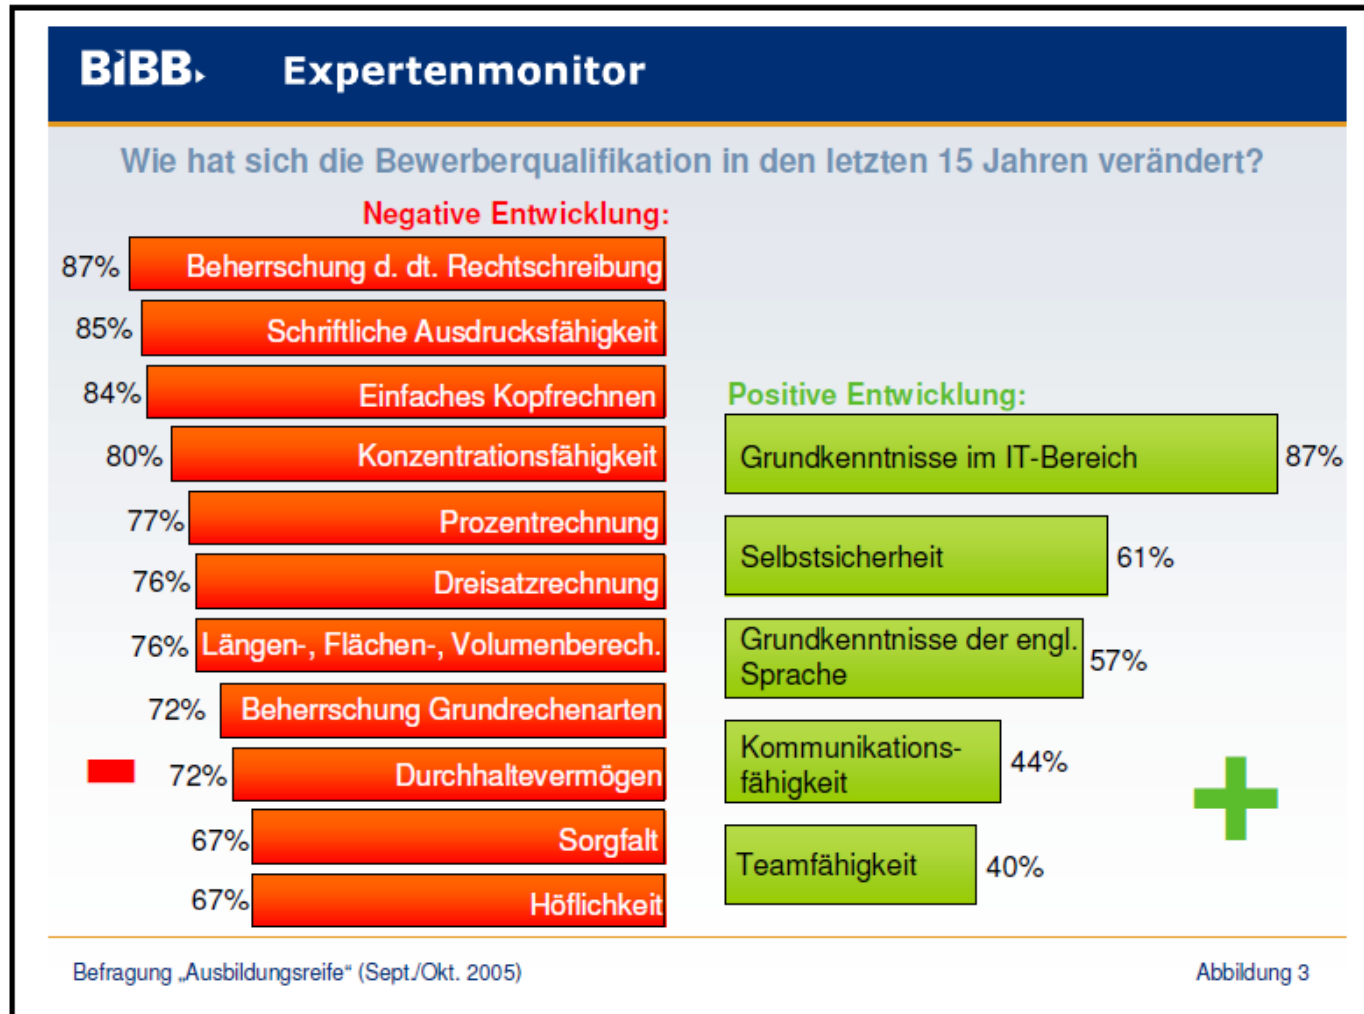 BiBB Expertenmonitor
Wie hat sich die Bewerberqualifikation in den letzten 15 Jahren verändert?
Negative Entwicklung:
87% Beherrschung d. dt. Rechtschreibung
85% Schriftliche Ausdrucksfähigkeit
84% Einfaches Kopfrechnen
80% Konzentrationsfähigkeit
77% Prozentrechnung
76% Dreisatzrechnung
76% Längen-, Flächen-, Volumenberech.
72% Beherrschung Grundrechenarten
- 72% Durchhaltevermögen
67% Sorgfalt
67% Höflichkeit
Positive Entwicklung:
Grundkenntnisse im IT-Bereich 87%
Selbstsicherheit 61%
Grundkenntnisse der engl.
Sprache 57%
Kommunikations-
fähigkeit 44%
+
Teamfähigkeit 40%
Befragung „Ausbildungsreife“ (Sept./Okt. 2005)
Abbildung 3